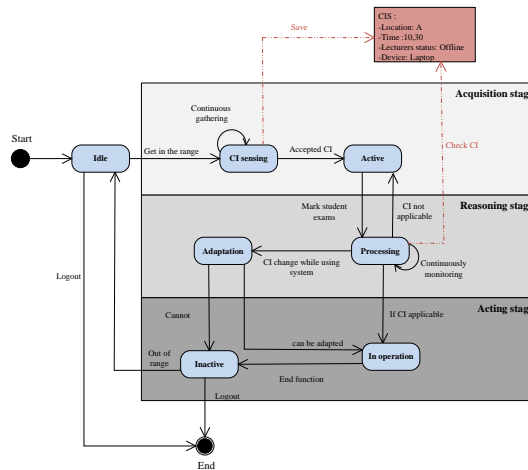 CIS :
-Location: A
-Time :10,30
-Lecturers status: Offline
-Device: Laptop
Save
Acquisition stag
Continuous
gathering
Start
Idle
Get in the range
CI sensing
Accepted CI
Active
Check CI
Mark student
exams
CI not
applicable
Reasoning stag
Adaptation
Processing
CI change while using
system
Continuously
monitoring
Logout
Acting stag
Cannot
If CI applicable
can be adapted
Out of
range
Inactive
In operation
End function
Logout
End